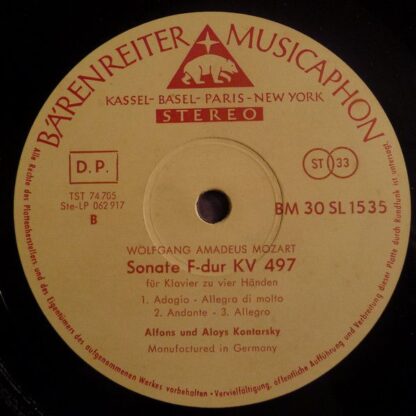 BÄRENREITER MUSICAPHON
KASSEL-BASEL-PARIS-NEW YORK
STEREO
D.P.
ST 33
TST 74 705
Ste-LP 062 917
B
BM 30 SL 1535
WOLFGANG AMADEUS MOZART
Sonate F-dur KV 497
für Klavier zu vier Händen
1. Adagio - Allegro di molto
2. Andante - 3. Allegro
Alfons und Aloys Kontarsky
Manufactured in Germany
Alle Rechte des Plattenherstellers und des Eigentümers des aufgenommenen Werkes vorbehalten · Vervielfältigung, öffentliche Aufführung und Verbreitung dieser Platte durch Rundfunk ist untersagt.